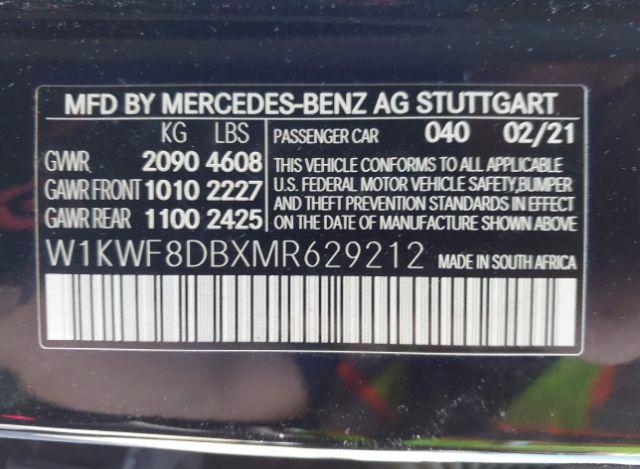 MFD BY MERCEDES-BENZ AG STUTTGART
KG LBS
GVWR 2090 4608
GAWR FRONT 1010 2227
GAWR REAR 1100 2425
PASSENGER CAR 040 02/21
THIS VEHICLE CONFORMS TO ALL APPLICABLE
U.S. FEDERAL MOTOR VEHICLE SAFETY,BUMPER
AND THEFT PREVENTION STANDARDS IN EFFECT
ON THE DATE OF MANUFACTURE SHOWN ABOVE
W1KWF8DBXMR629212 MADE IN SOUTH AFRICA